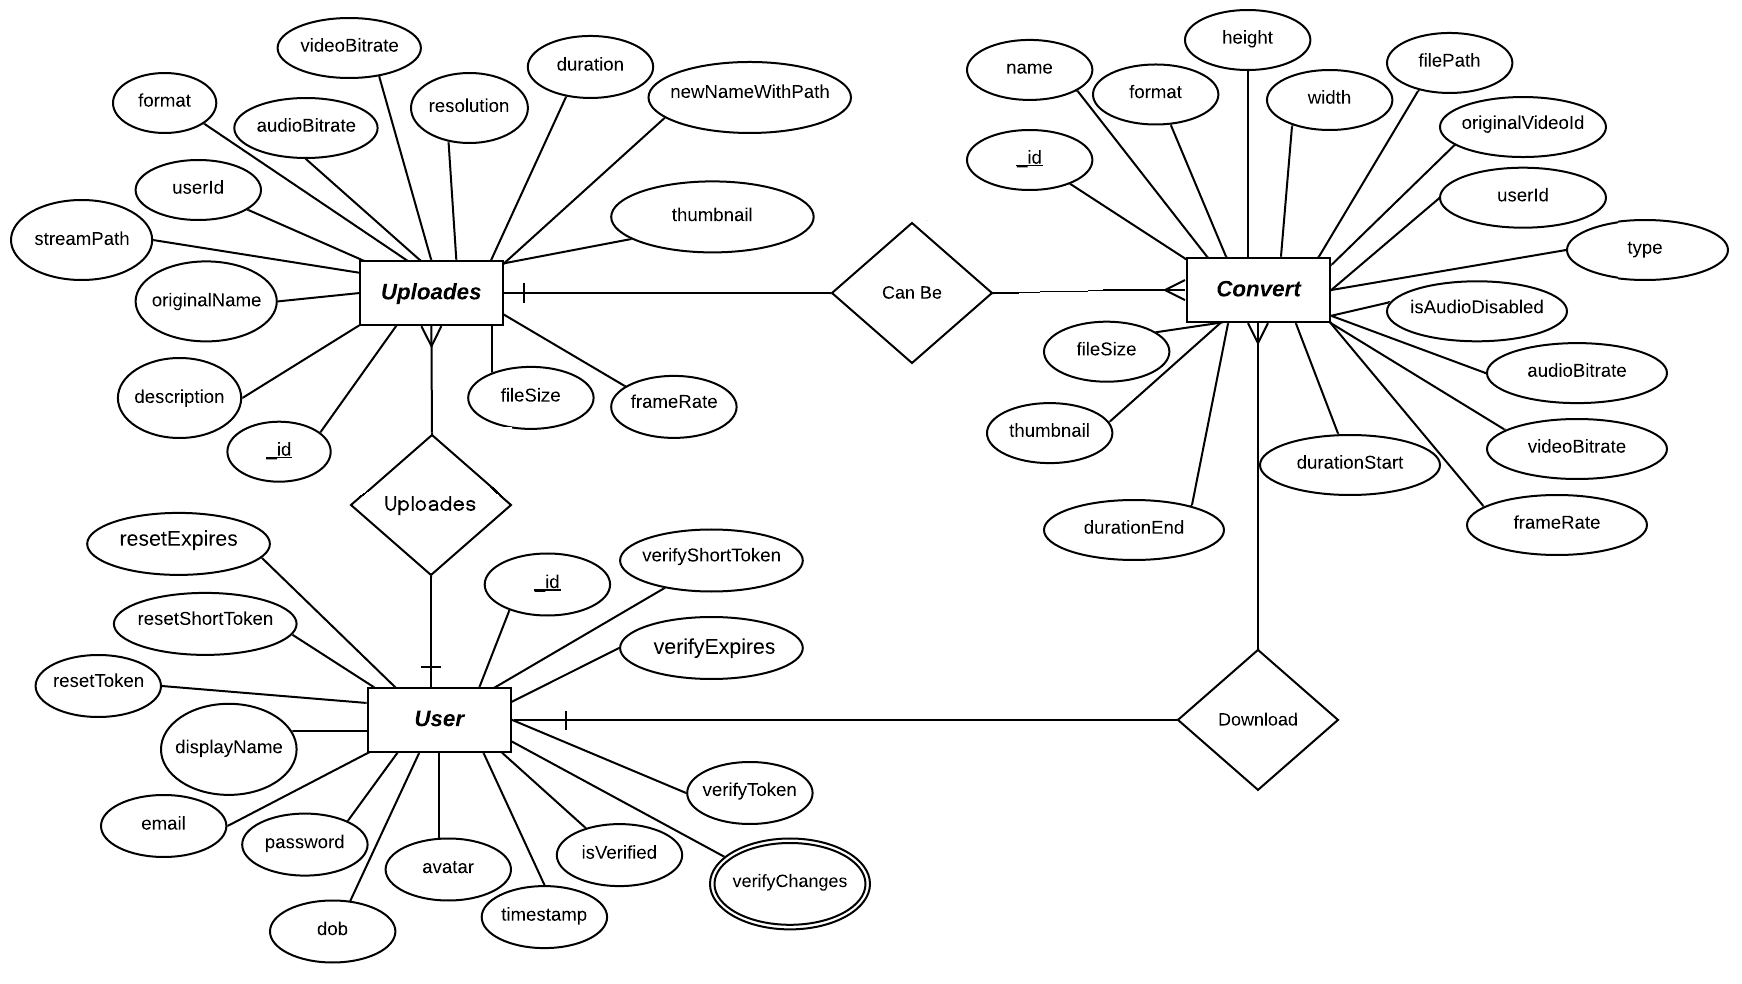 videoBitrate
duration
format
audioBitrate
resolution
newNameWithPath
userId
thumbnail
streamPath
originalName
Uploades
description
fileSize
frameRate
_id
Can Be
name
format
height
width
filePath
originalVideoId
_id
userId
type
Convert
isAudioDisabled
fileSize
audioBitrate
thumbnail
videoBitrate
durationStart
durationEnd
frameRate
Uploades
resetExpires
_id
verifyShortToken
resetShortToken
verifyExpires
resetToken
User
displayName
verifyToken
email
password
avatar
isVerified
verifyChanges
timestamp
dob
Download